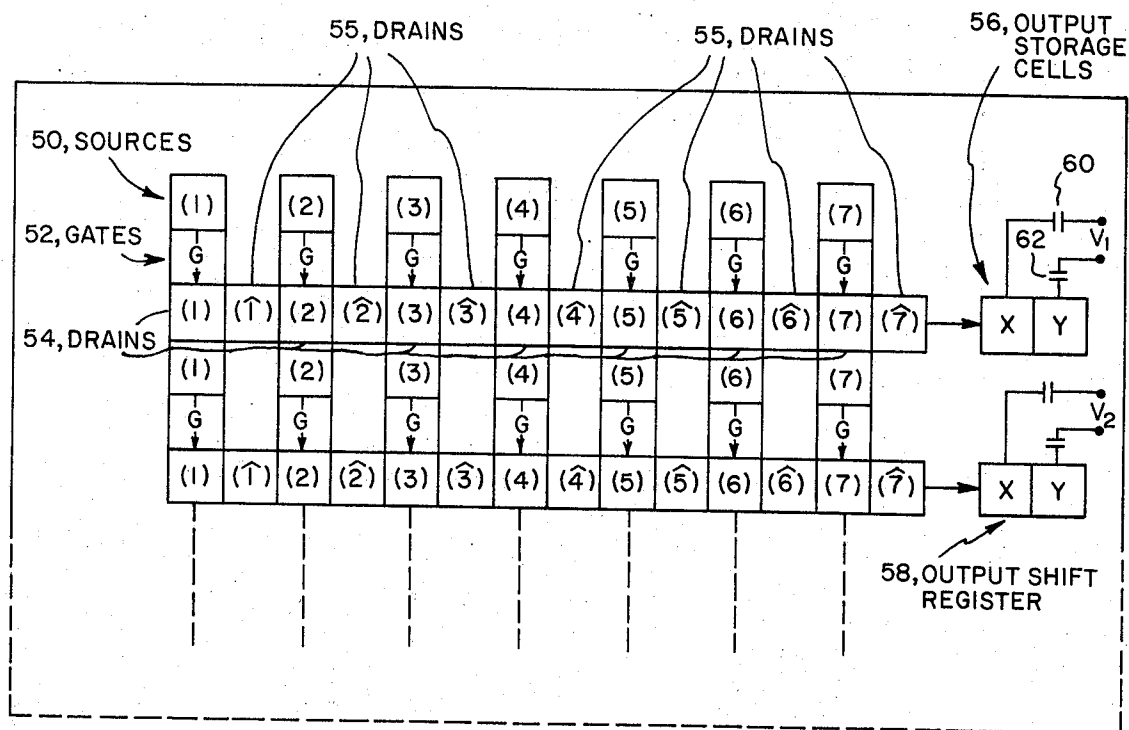 55, DRAINS
55, DRAINS
56, OUTPUT
STORAGE
CELLS
50, SOURCES
60
(1) (2) (3) (4) (5) (6) (7)
52, GATES
G G G G G G G
62
V1
(1) (1̂) (2) (2̂) (3) (3̂) (4) (4̂) (5) (5̂) (6) (6̂) (7) (7̂)
X Y
54, DRAINS
(1) (2) (3) (4) (5) (6) (7)
G G G G G G G
V2
(1) (1̂) (2) (2̂) (3) (3̂) (4) (4̂) (5) (5̂) (6) (6̂) (7) (7̂)
X Y
58, OUTPUT SHIFT
REGISTER